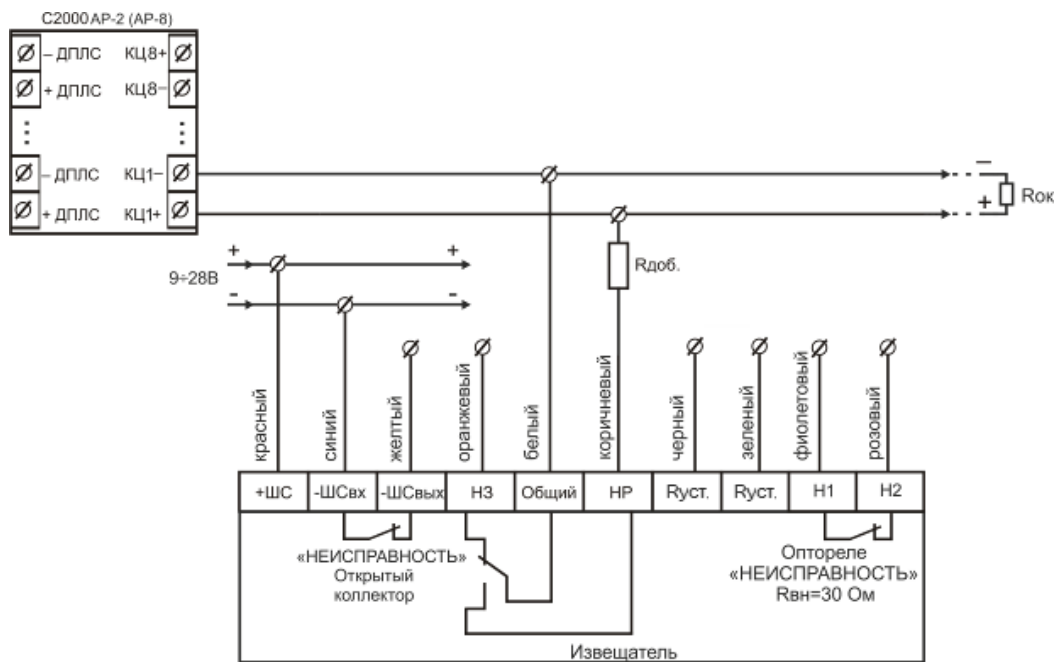 С2000 АР-2 (АР-8)
– ДПЛС КЦ8+
+ ДПЛС КЦ8–
– ДПЛС КЦ1–
+ ДПЛС КЦ1+
–
+
Rок
+ +
9÷28В
- -
Rдоб.
красный
синий
желтый
оранжевый
белый
коричневый
черный
зеленый
фиолетовый
розовый
+ШС -ШСвх -ШСвых НЗ Общий НР Rуст. Rуст. Н1 Н2
«НЕИСПРАВНОСТЬ»
Открытый
коллектор
Оптореле
«НЕИСПРАВНОСТЬ»
Rвн=30 Ом
Извещатель